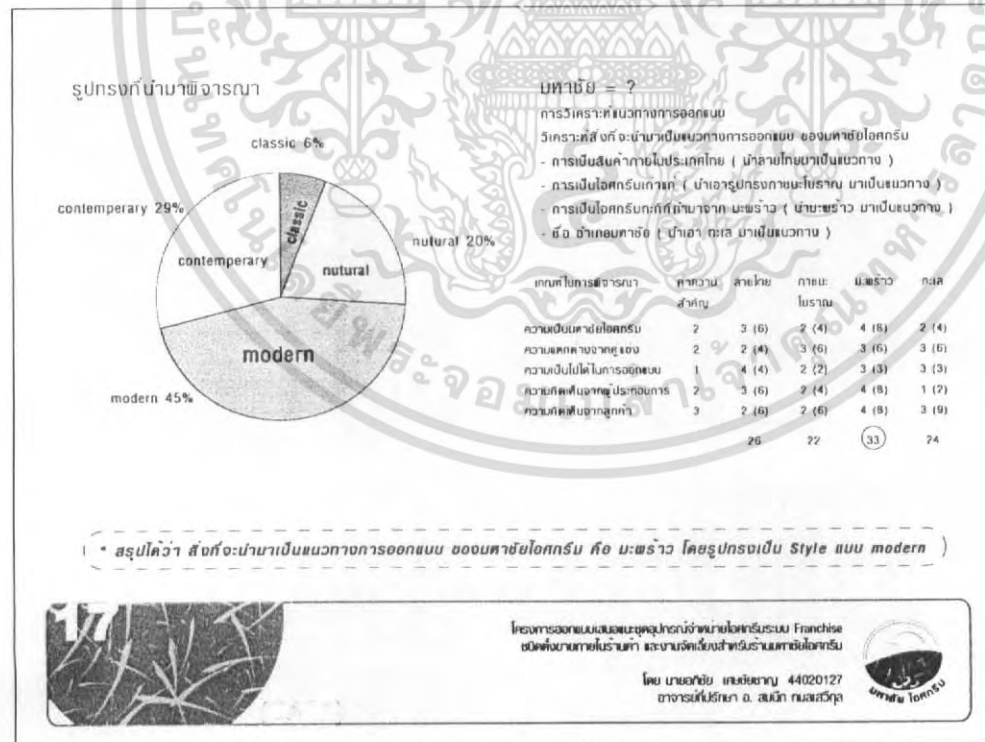 รูปทรงที่นำมาพิจารณา
classic 6%
contemperary 29%
classic
nutural 20%
contemperary
nutural
modern
modern 45%
มหาชัย = ?
การวิเคราะห์แนวทางการออกแบบ
วิเคราะห์สิ่งที่จะนำมาเป็นแนวทางการออกแบบ ของมหาชัยไอศกรีม
- การเป็นสินค้าภายในประเทศไทย ( นำลายไทยมาเป็นแนวทาง )
- การเป็นไอศกรีมเก่าแก่ ( นำเอารูปทรงภาชนะโบราณ มาเป็นแนวทาง )
- การเป็นไอศกรีมกะทิที่ทำมาจาก มะพร้าว ( นำมะพร้าว มาเป็นแนวทาง )
- ชื่อ อำเภอมหาชัย ( นำเอา ทะเล มาเป็นแนวทาง )
เกณฑ์ในการพิจารณา ค่าความสำคัญ ลายไทย ภาชนะโบราณ มะพร้าว ทะเล
ความเป็นมหาชัยไอศกรีม 2 3 (6) 2 (4) 4 (8) 2 (4)
ความแตกต่างจากคู่แข่ง 2 2 (4) 3 (6) 3 (6) 3 (6)
ความเป็นไปได้ในการออกแบบ 1 4 (4) 2 (2) 3 (3) 3 (3)
ความคิดเห็นจากผู้ประกอบการ 2 3 (6) 2 (4) 4 (8) 1 (2)
ความคิดเห็นจากลูกค้า 3 2 (6) 2 (6) 4 (8) 3 (9)
26 22 33 24
* สรุปได้ว่า สิ่งที่จะนำมาเป็นแนวทางการออกแบบ ของมหาชัยไอศกรีม คือ มะพร้าว โดยรูปทรงเป็น Style แบบ modern
โครงการออกแบบเสนอแนะชุดอุปกรณ์จำหน่ายไอศกรีมระบบ Franchise
ชนิดตั้งขายภายในร้านค้า และงานจัดเลี้ยงสำหรับร้านมหาชัยไอศกรีม
โดย นายอภิชัย 44020127
อาจารย์ที่ปรึกษา อ. สมนึก
มหาชัย ไอศกรีม